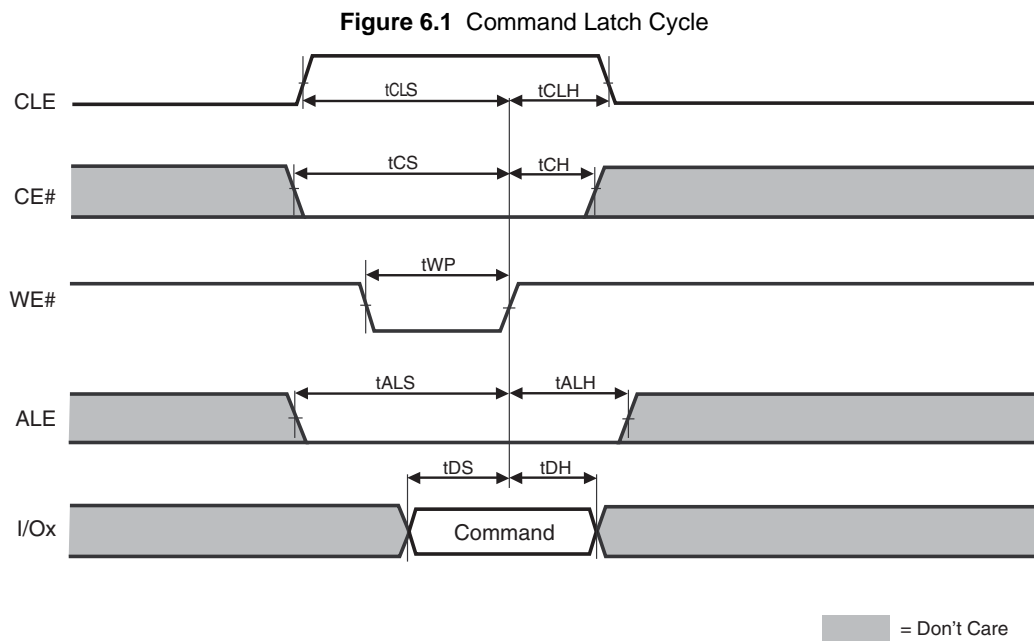 Figure 6.1 Command Latch Cycle
CLE
tCLS
tCLH
CE#
tCS
tCH
WE#
tWP
ALE
tALS
tALH
I/Ox
tDS
tDH
Command
= Don't Care